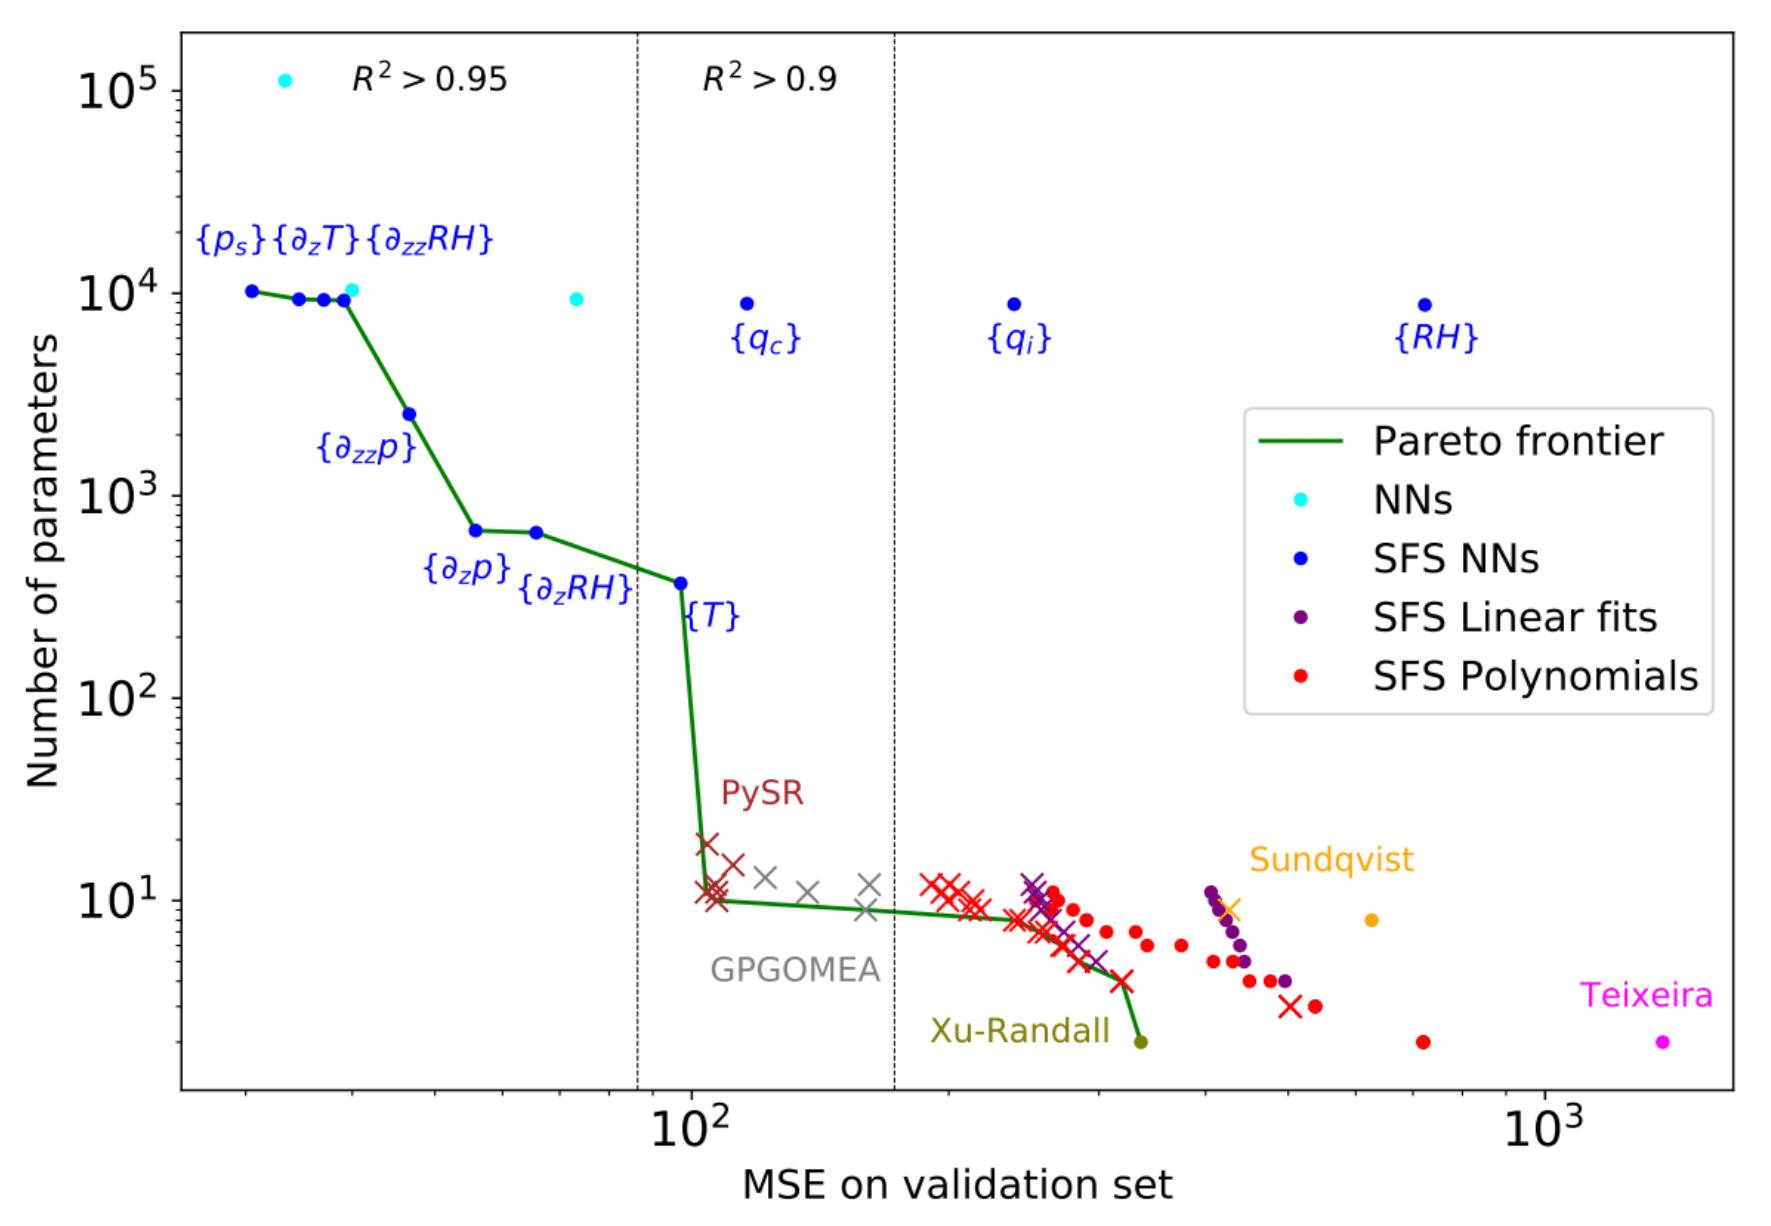 10⁵
R² > 0.95
R² > 0.9
{pₛ}{∂_zT}{∂_zzRH}
10⁴
{q_c}
{q_i}
{RH}
{∂_zzp}
10³
{∂_zp}
{∂_zRH}
{T}
10²
Pareto frontier
NNs
SFS NNs
SFS Linear fits
SFS Polynomials
PySR
Sundqvist
10¹
GPGOMEA
Teixeira
Xu-Randall
10²
10³
Number of parameters
MSE on validation set